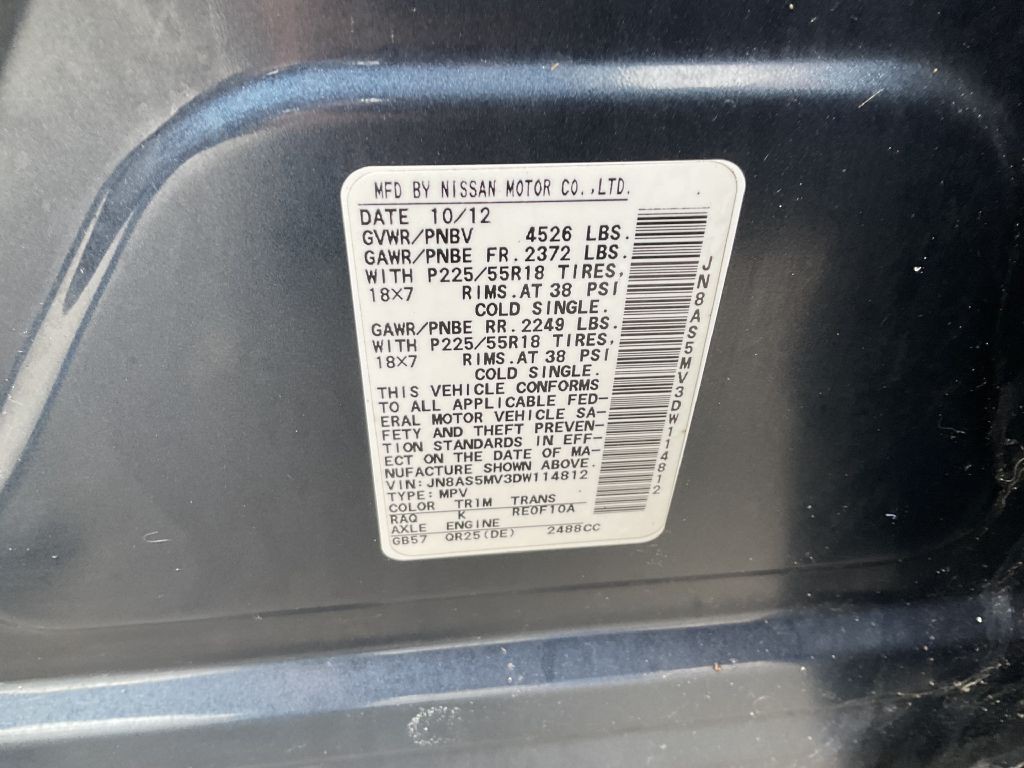 MFD BY NISSAN MOTOR CO.,LTD.
DATE 10/12
GVWR/PNBV 4526 LBS.
GAWR/PNBE FR. 2372 LBS.
WITH P225/55R18 TIRES,
18×7 RIMS. AT 38 PSI
COLD SINGLE.
GAWR/PNBE RR. 2249 LBS.
WITH P225/55R18 TIRES,
18×7 RIMS. AT 38 PSI
COLD SINGLE.
THIS VEHICLE CONFORMS
TO ALL APPLICABLE FED-
ERAL MOTOR VEHICLE SA-
FETY AND THEFT PREVEN-
TION STANDARDS IN EFF-
ECT ON THE DATE OF MA-
NUFACTURE SHOWN ABOVE.
VIN: JN8AS5MV3DW114812
TYPE: MPV
COLOR TRIM TRANS
RAQ K RE0F10A
AXLE ENGINE
GB57 QR25(DE) 2488CC
JN8AS5MV3DW114812